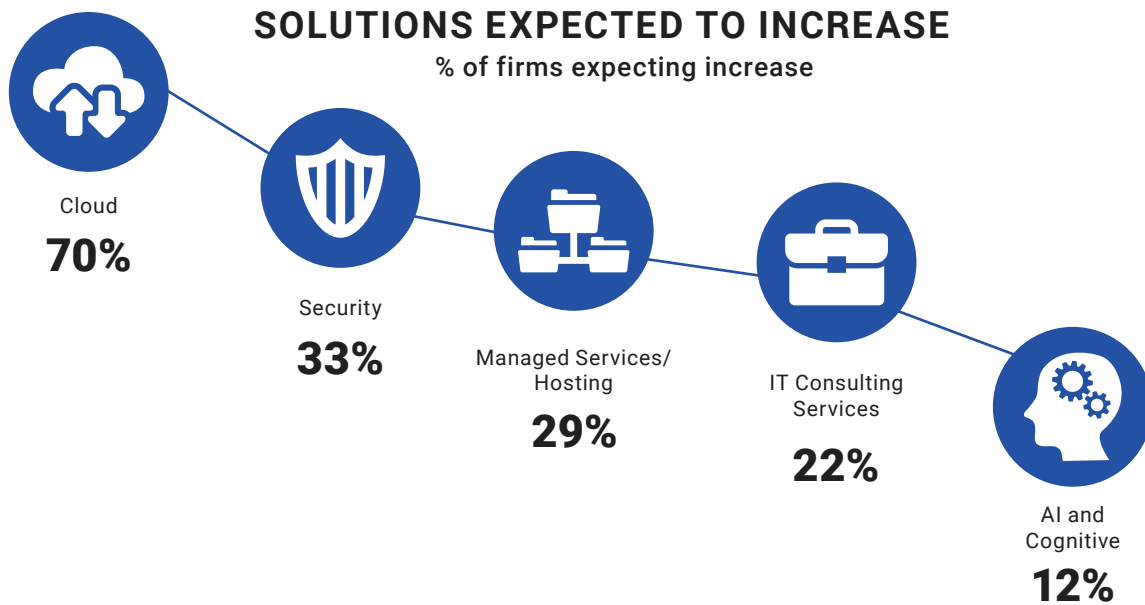 SOLUTIONS EXPECTED TO INCREASE
% of firms expecting increase
Cloud
70%
Security
33%
Managed Services/
Hosting
29%
IT Consulting
Services
22%
AI and
Cognitive
12%